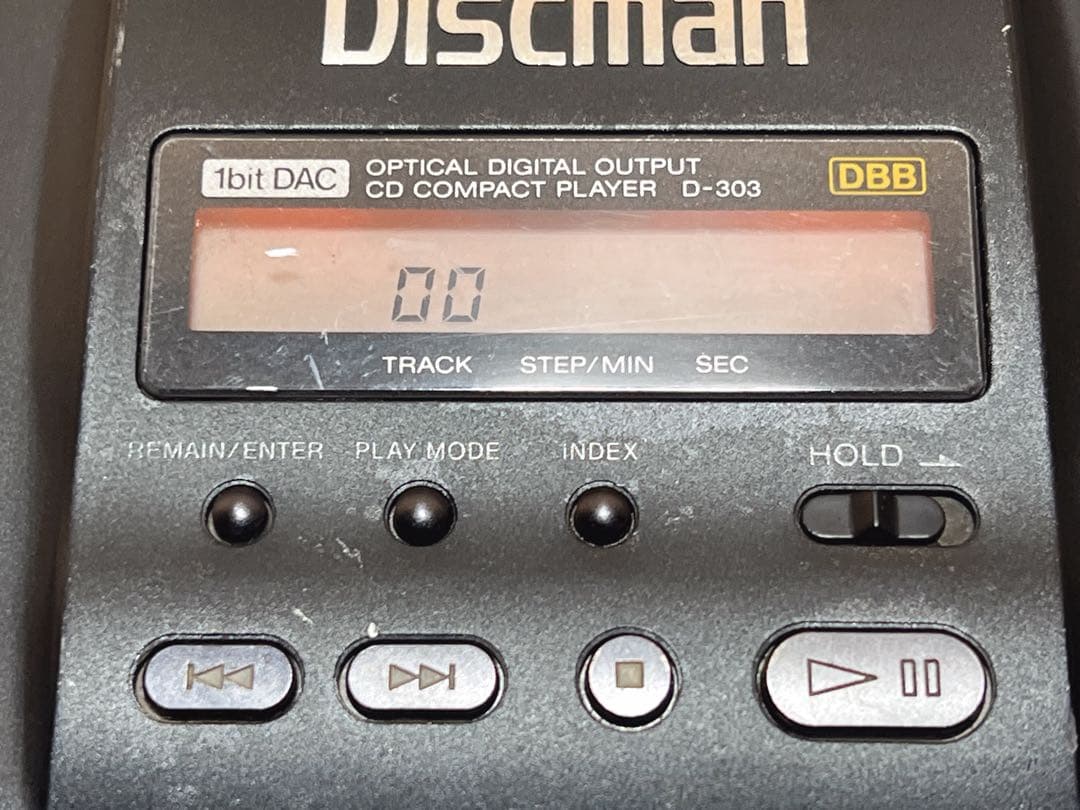 Discman
1bit DAC
OPTICAL DIGITAL OUTPUT
CD COMPACT PLAYER D-303
DBB
00
TRACK STEP/MIN SEC
REMAIN/ENTER PLAY MODE INDEX HOLD